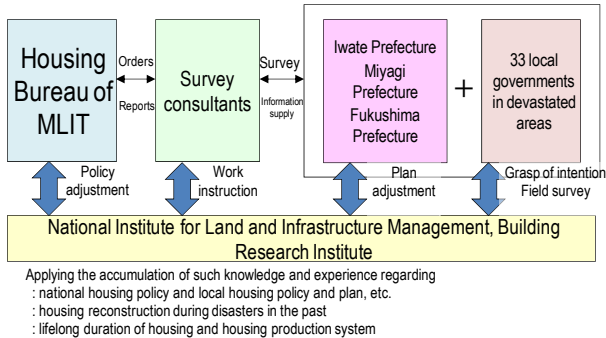 Housing
Bureau of
MLIT
Orders
Reports
Survey
consultants
Survey
Information
supply
Iwate Prefecture
Miyagi
Prefecture
Fukushima
Prefecture
+
33 local
governments
in devastated
areas
Policy
adjustment
Work
instruction
Plan
adjustment
Grasp of intention
Field survey
National Institute for Land and Infrastructure Management, Building
Research Institute
Applying the accumulation of such knowledge and experience regarding
: national housing policy and local housing policy and plan, etc.
: housing reconstruction during disasters in the past
: lifelong duration of housing and housing production system